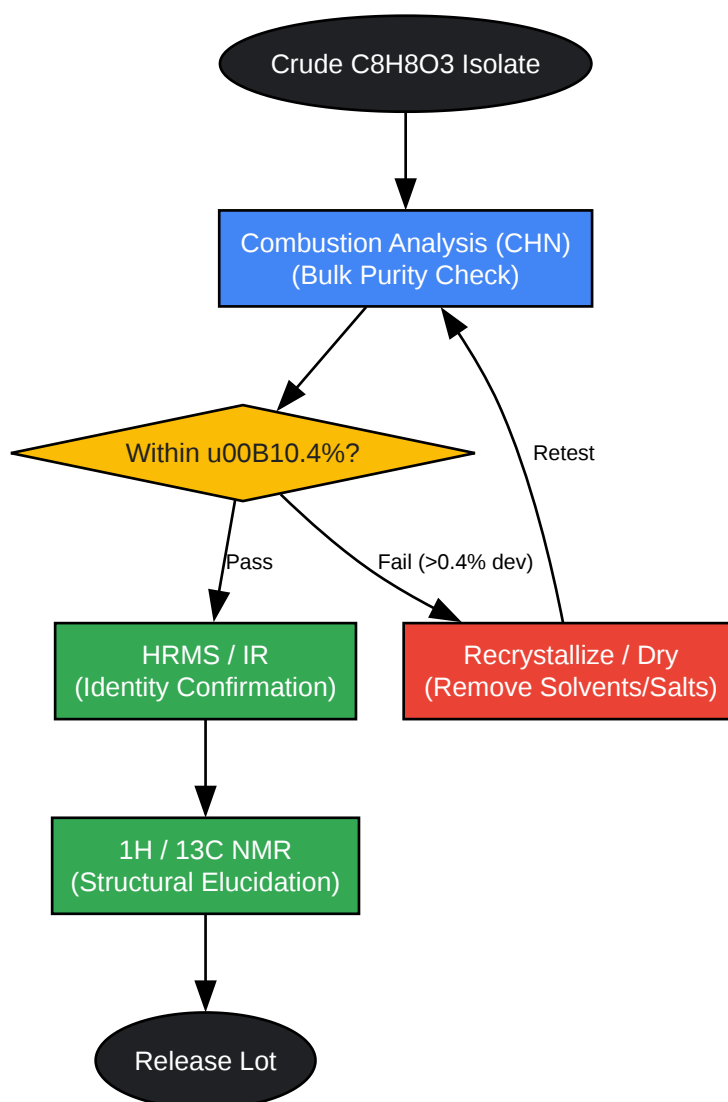 Crude C8H8O3 Isolate
Combustion Analysis (CHN)
(Bulk Purity Check)
Within u00B10.4%?
Retest
Pass
Fail (>0.4% dev)
HRMS / IR
(Identity Confirmation)
Recrystallize / Dry
(Remove Solvents/Salts)
1H / 13C NMR
(Structural Elucidation)
Release Lot